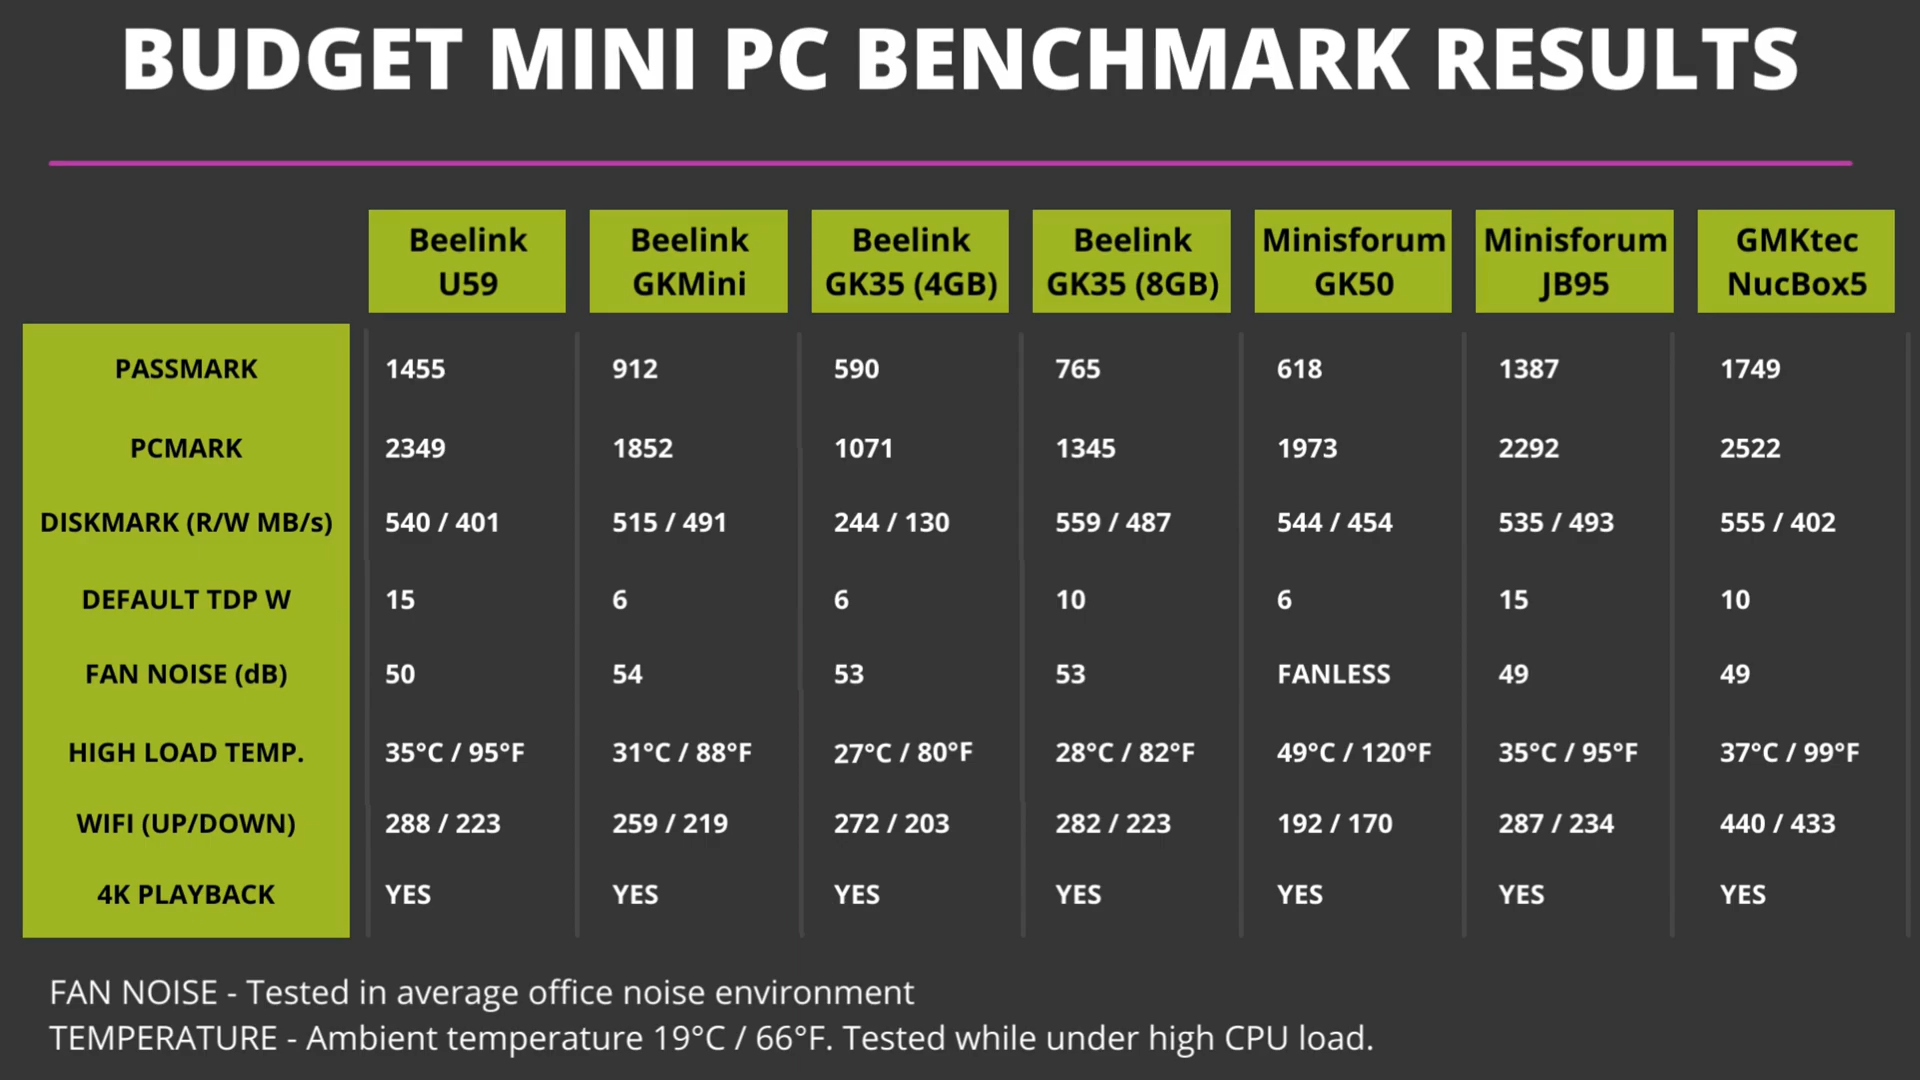 BUDGET MINI PC BENCHMARK RESULTS
Beelink U59
Beelink GKMini
Beelink GK35 (4GB)
Beelink GK35 (8GB)
Minisforum GK50
Minisforum JB95
GMKtec NucBox5
PASSMARK 1455 912 590 765 618 1387 1749
PCMARK 2349 1852 1071 1345 1973 2292 2522
DISKMARK (R/W MB/s) 540 / 401 515 / 491 244 / 130 559 / 487 544 / 454 535 / 493 555 / 402
DEFAULT TDP W 15 6 6 10 6 15 10
FAN NOISE (dB) 50 54 53 53 FANLESS 49 49
HIGH LOAD TEMP. 35°C / 95°F 31°C / 88°F 27°C / 80°F 28°C / 82°F 49°C / 120°F 35°C / 95°F 37°C / 99°F
WIFI (UP/DOWN) 288 / 223 259 / 219 272 / 203 282 / 223 192 / 170 287 / 234 440 / 433
4K PLAYBACK YES YES YES YES YES YES YES
FAN NOISE - Tested in average office noise environment
TEMPERATURE - Ambient temperature 19°C / 66°F. Tested while under high CPU load.